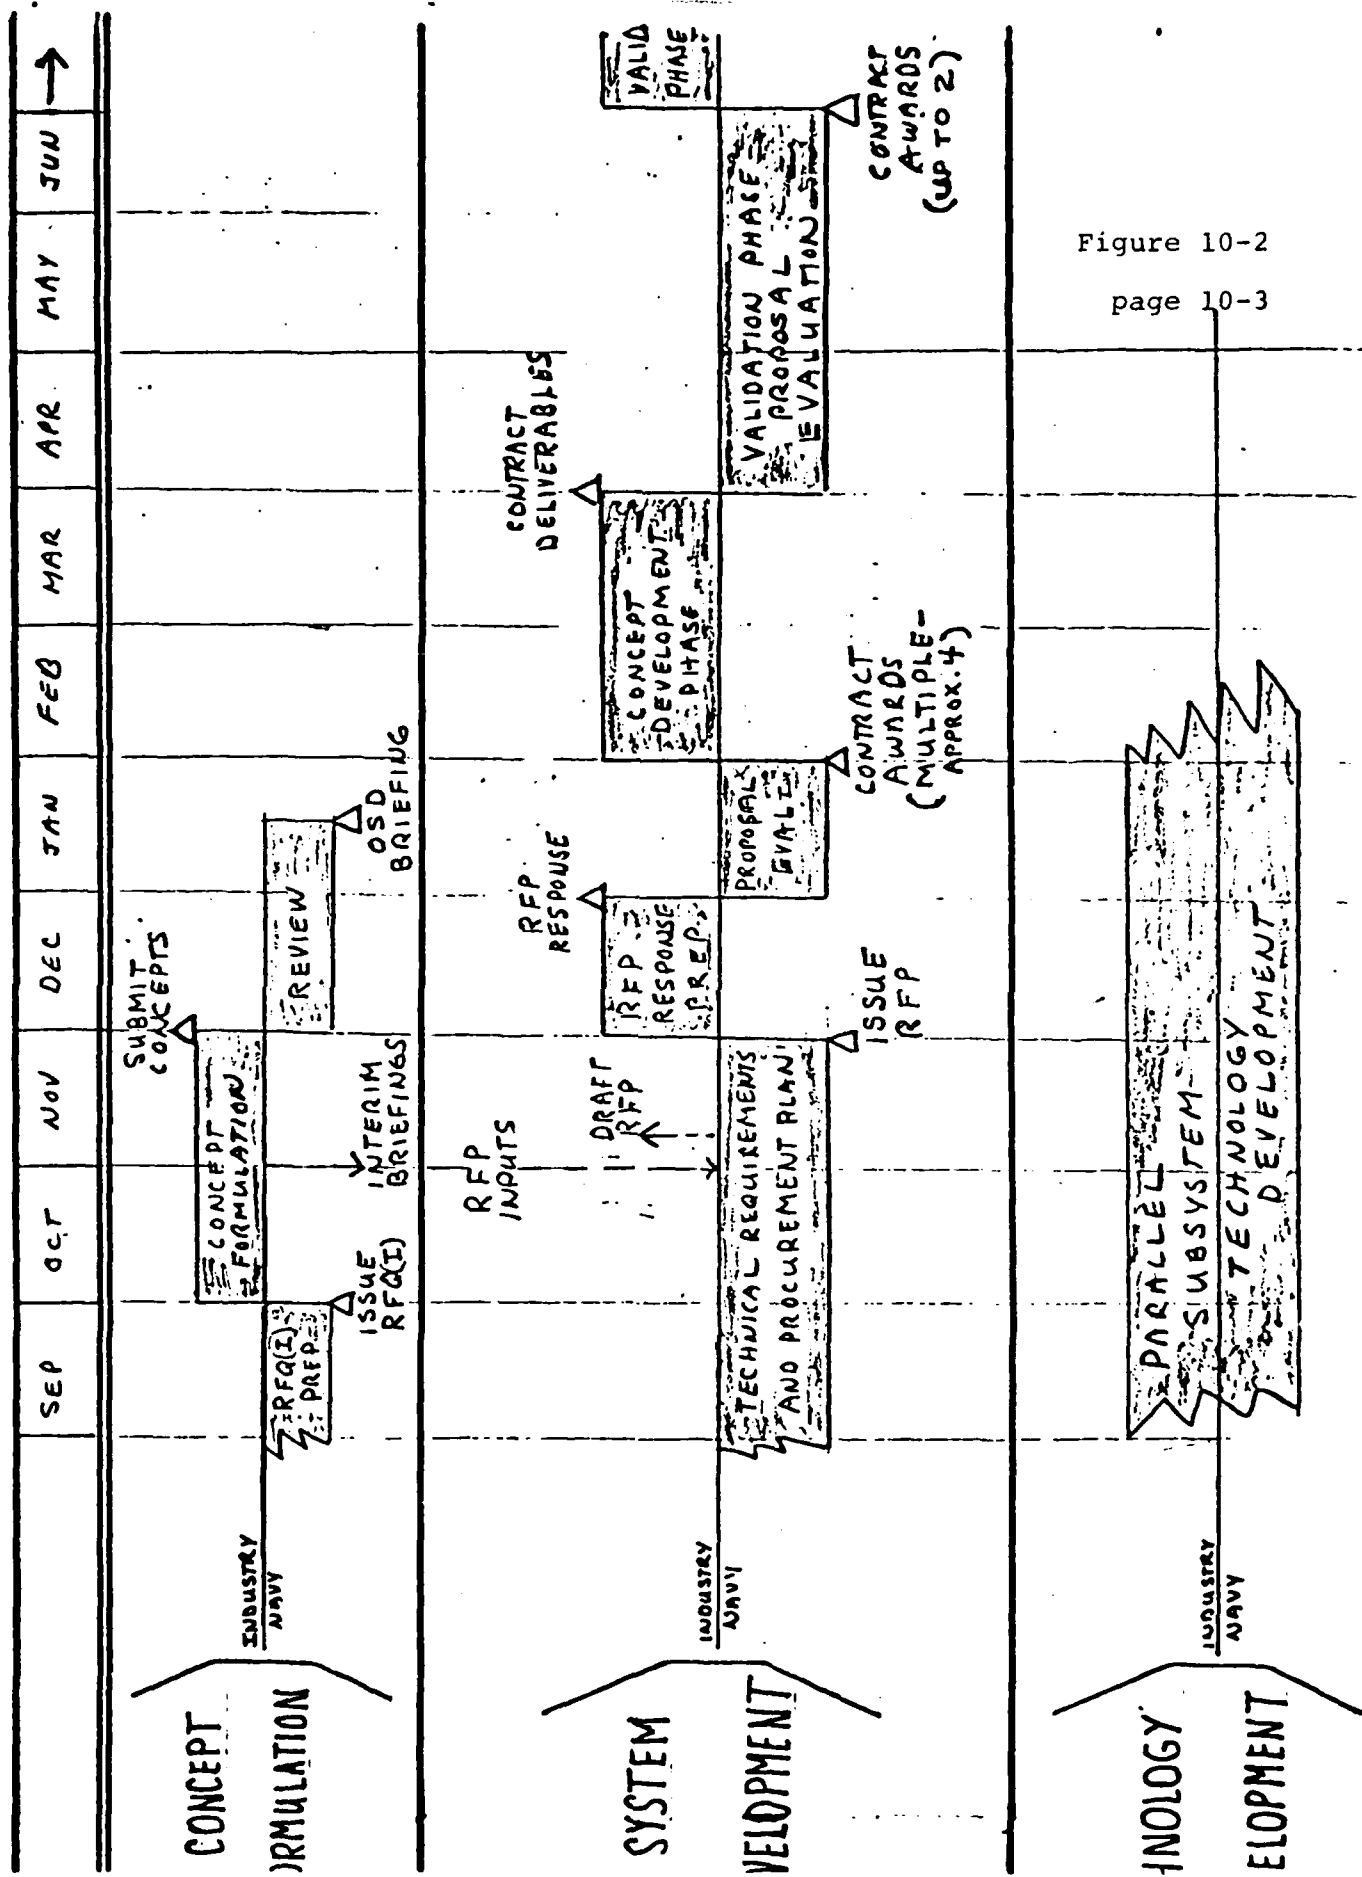 SEP OCT NOV DEC JAN FEB MAR APR MAY JUN →
CONCEPT
ORMULATION
INDUSTRY
NAVY
RFQ(I)
PREP
ISSUE
RFQ(I)
CONCEPT
FORMULATION
SUBMIT
CONCEPTS
INTERIM
BRIEFINGS
REVIEW
OSD
BRIEFING
SYSTEM
VELOPMENT
INDUSTRY
NAVY
TECHNICAL REQUIREMENTS
AND PROCUREMENT PLAN
RFP
INPUTS
DRAFT
RFP
ISSUE
RFP
RFP
RESPONSE
PREP.
RFP
RESPONSE
PROPOSAL
EVAL
CONTRACT
AWARDS
(MULTIPLE-
APPROX. 4)
CONCEPT
DEVELOPMENT
PHASE
CONTRACT
DELIVERABLES
VALIDATION PHASE
PROPOSAL
EVALUATION
CONTRACT
AWARDS
(UP TO 2)
VALID
PHASE
HNOLOGY
ELOPMENT
INDUSTRY
NAVY
PARALLEL
SUBSYSTEM
TECHNOLOGY
DEVELOPMENT
Figure 10-2
page 10-3